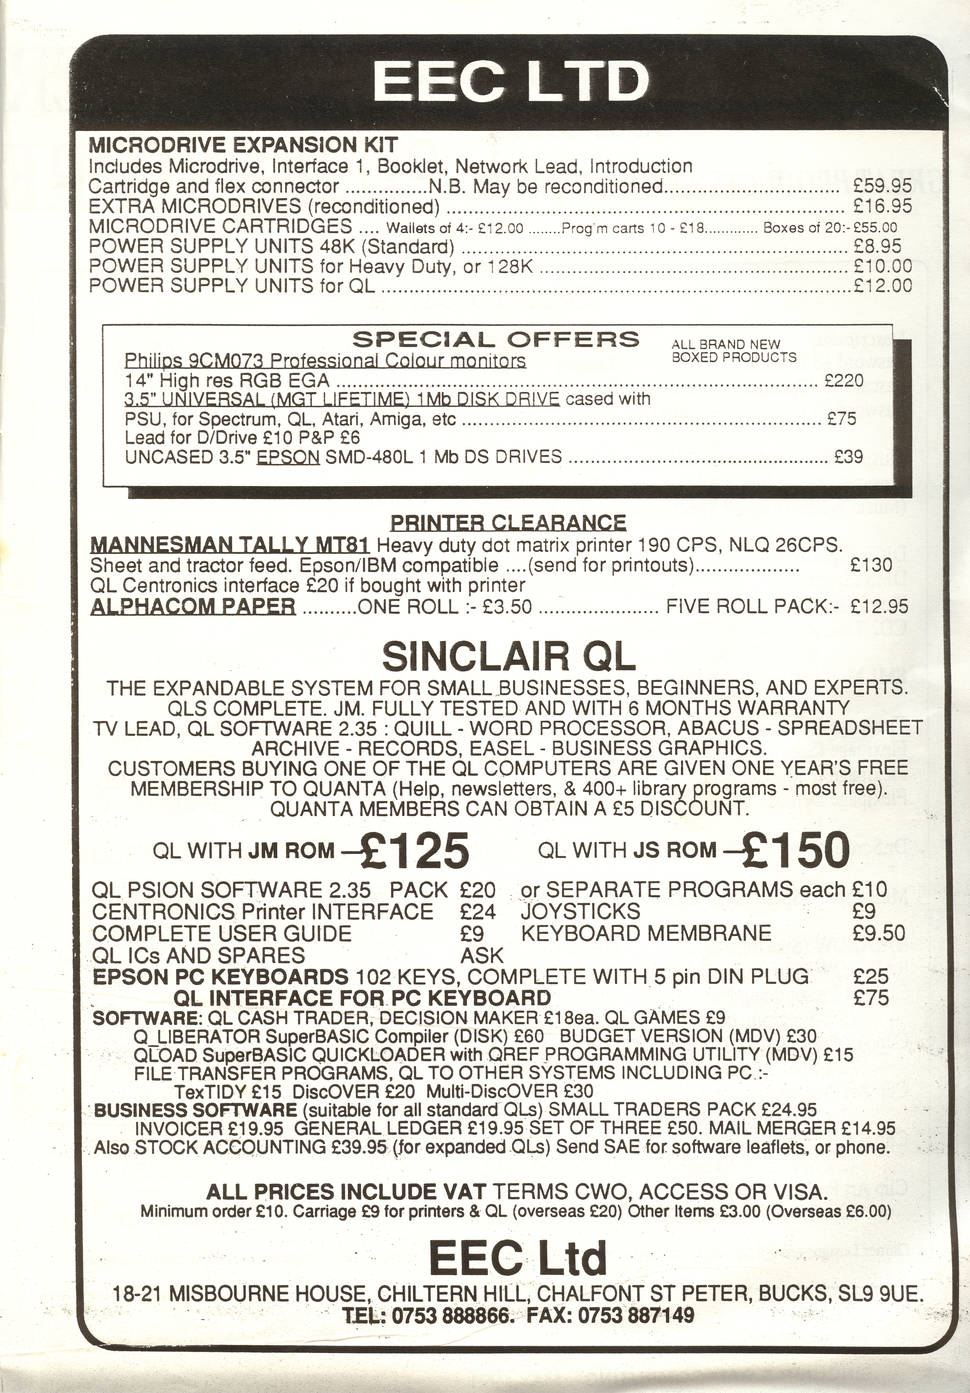 EEC LTD
MICRODRIVE EXPANSION KIT
Includes Microdrive, Interface 1, Booklet, Network Lead, Introduction
Cartridge and flex connector ..............N.B. May be reconditioned.............................. £59.95
EXTRA MICRODRIVES (reconditioned) .................................................................... £16.95
MICRODRIVE CARTRIDGES .... Wallets of 4:- £12.00 ........Prog'm carts 10 - £18............. Boxes of 20:- £55.00
POWER SUPPLY UNITS 48K (Standard) ................................................................... £8.95
POWER SUPPLY UNITS for Heavy Duty, or 128K ..................................................... £10.00
POWER SUPPLY UNITS for QL ................................................................................£12.00
SPECIAL OFFERS
ALL BRAND NEW
BOXED PRODUCTS
Philips 9CM073 Professional Colour monitors
14" High res RGB EGA ..................................................................................... £220
3.5" UNIVERSAL (MGT LIFETIME) 1Mb DISK DRIVE cased with
PSU, for Spectrum, QL, Atari, Amiga, etc ............................................................. £75
Lead for D/Drive £10 P&P £6
UNCASED 3.5" EPSON SMD-480L 1 Mb DS DRIVES ............................................ £39
PRINTER CLEARANCE
MANNESMAN TALLY MT81 Heavy duty dot matrix printer 190 CPS, NLQ 26CPS.
Sheet and tractor feed. Epson/IBM compatible ....(send for printouts).................. £130
QL Centronics interface £20 if bought with printer
ALPHACOM PAPER .........ONE ROLL :- £3.50 .................... FIVE ROLL PACK:- £12.95
SINCLAIR QL
THE EXPANDABLE SYSTEM FOR SMALL BUSINESSES, BEGINNERS, AND EXPERTS.
QLS COMPLETE. JM. FULLY TESTED AND WITH 6 MONTHS WARRANTY
TV LEAD, QL SOFTWARE 2.35 : QUILL - WORD PROCESSOR, ABACUS - SPREADSHEET
ARCHIVE - RECORDS, EASEL - BUSINESS GRAPHICS.
CUSTOMERS BUYING ONE OF THE QL COMPUTERS ARE GIVEN ONE YEAR'S FREE
MEMBERSHIP TO QUANTA (Help, newsletters, & 400+ library programs - most free).
QUANTA MEMBERS CAN OBTAIN A £5 DISCOUNT.
QL WITH JM ROM –£125 QL WITH JS ROM –£150
QL PSION SOFTWARE 2.35 PACK £20 or SEPARATE PROGRAMS each £10
CENTRONICS Printer INTERFACE £24 JOYSTICKS £9
COMPLETE USER GUIDE £9 KEYBOARD MEMBRANE £9.50
QL ICs AND SPARES ASK
EPSON PC KEYBOARDS 102 KEYS, COMPLETE WITH 5 pin DIN PLUG £25
QL INTERFACE FOR PC KEYBOARD £75
SOFTWARE: QL CASH TRADER, DECISION MAKER £18ea. QL GAMES £9
Q_LIBERATOR SuperBASIC Compiler (DISK) £60 BUDGET VERSION (MDV) £30
QLOAD SuperBASIC QUICKLOADER with QREF PROGRAMMING UTILITY (MDV) £15
FILE TRANSFER PROGRAMS, QL TO OTHER SYSTEMS INCLUDING PC :-
TexTIDY £15 DiscOVER £20 Multi-DiscOVER £30
BUSINESS SOFTWARE (suitable for all standard QLs) SMALL TRADERS PACK £24.95
INVOICER £19.95 GENERAL LEDGER £19.95 SET OF THREE £50. MAIL MERGER £14.95
Also STOCK ACCOUNTING £39.95 (for expanded QLs) Send SAE for software leaflets, or phone.
ALL PRICES INCLUDE VAT TERMS CWO, ACCESS OR VISA.
Minimum order £10. Carriage £9 for printers & QL (overseas £20) Other Items £3.00 (Overseas £6.00)
EEC Ltd
18-21 MISBOURNE HOUSE, CHILTERN HILL, CHALFONT ST PETER, BUCKS, SL9 9UE.
TEL: 0753 888866. FAX: 0753 887149